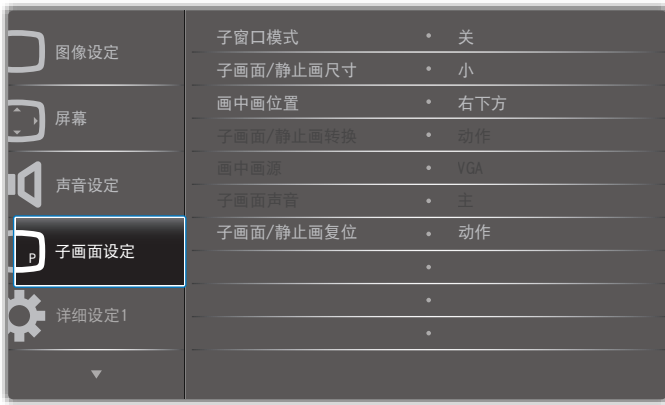 图像设定
屏幕
声音设定
P
子画面设定
详细设定1
子窗口模式 • 关
子画面/静止画尺寸 • 小
画中画位置 • 右下方
子画面/静止画转换 • 动作
画中画源 • VGA
子画面声音 • 主
子画面/静止画复位 • 动作